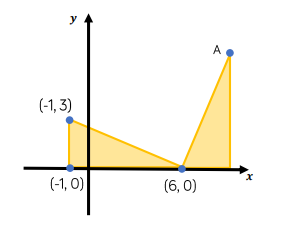 y
A
(-1, 3)
(-1, 0)
(6, 0)
x